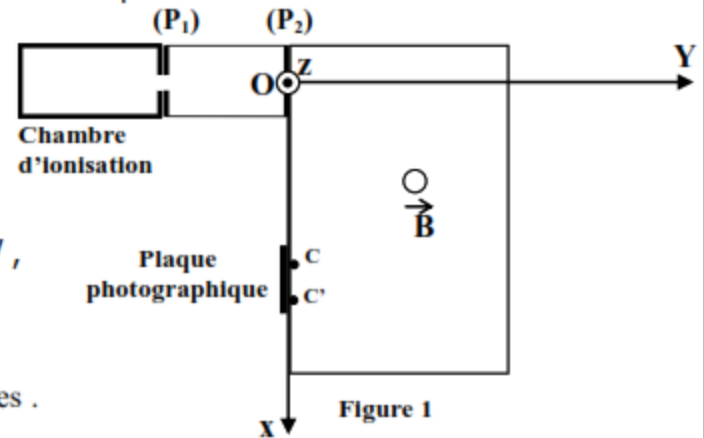 (P₁) (P₂)
Z
Y
O
Chambre
d'ionisation
B
,
Plaque
photographique
C
C'
es .
Figure 1
X